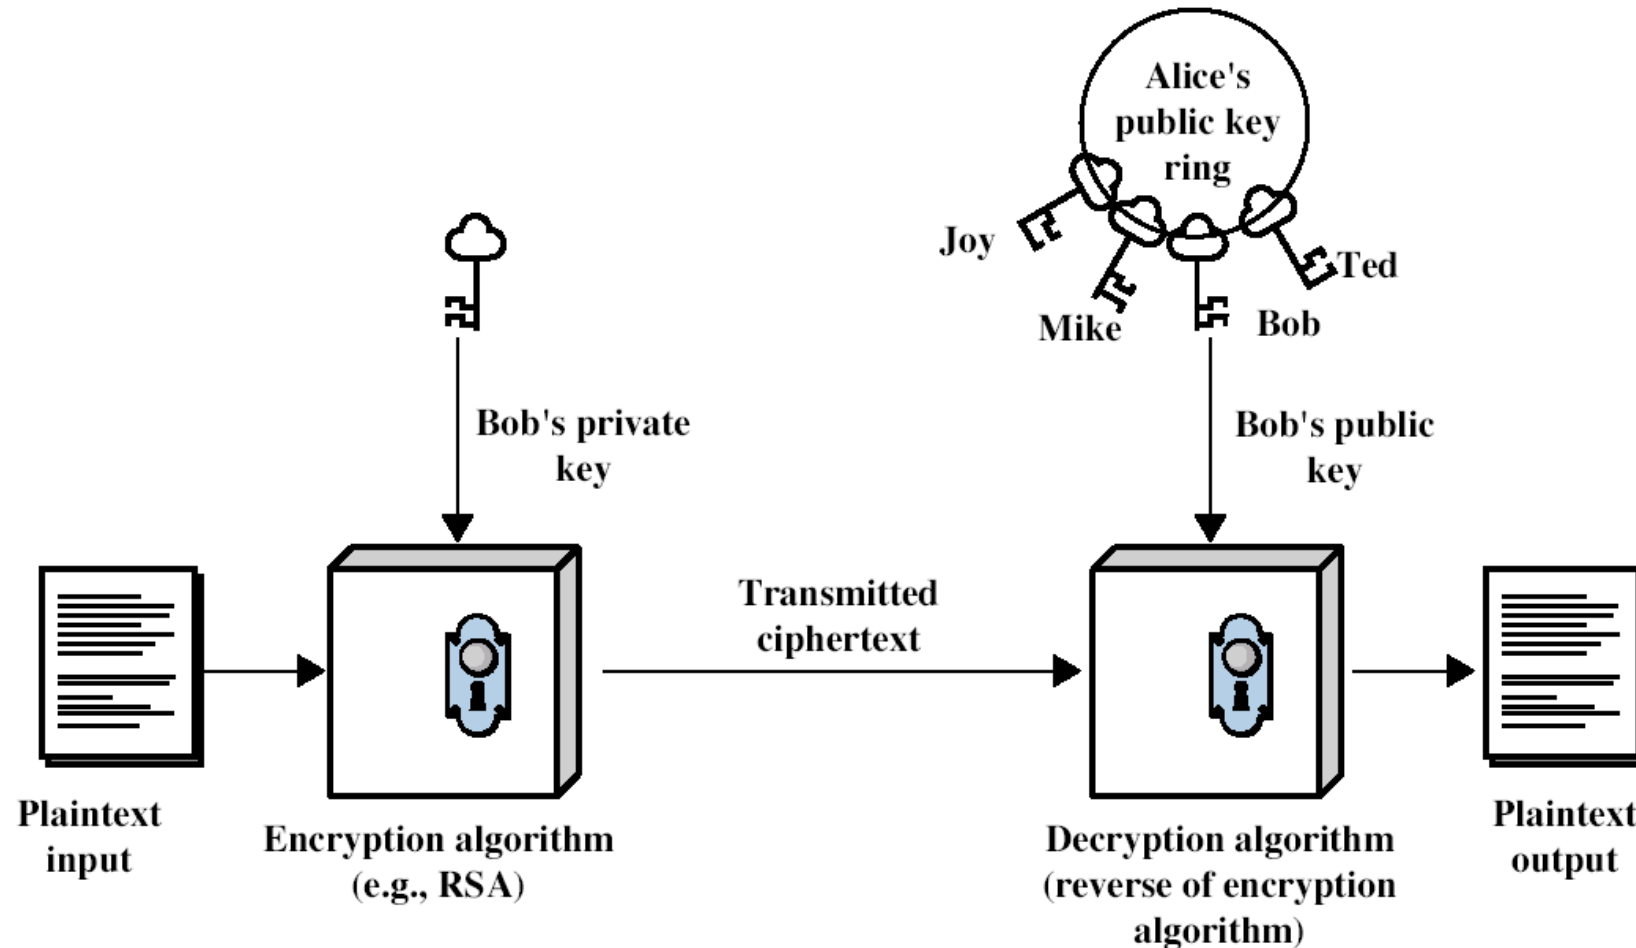 Alice's
public key
ring
Joy
Ted
Mike
Bob
Bob's private
key
Bob's public
key
Transmitted
ciphertext
Plaintext
input
Encryption algorithm
(e.g., RSA)
Decryption algorithm
(reverse of encryption
algorithm)
Plaintext
output